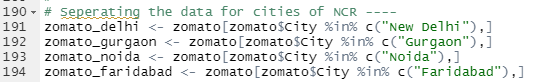 190 # Seperating the data for cities of NCR ----
191 zomato_delhi <- zomato[zomato$City %in% c("New Delhi"),]
192 zomato_gurgaon <- zomato[zomato$City %in% c("Gurgaon"),]
193 zomato_noida <- zomato[zomato$City %in% c("Noida"),]
194 zomato_faridabad <- zomato[zomato$City %in% c("Faridabad"),]